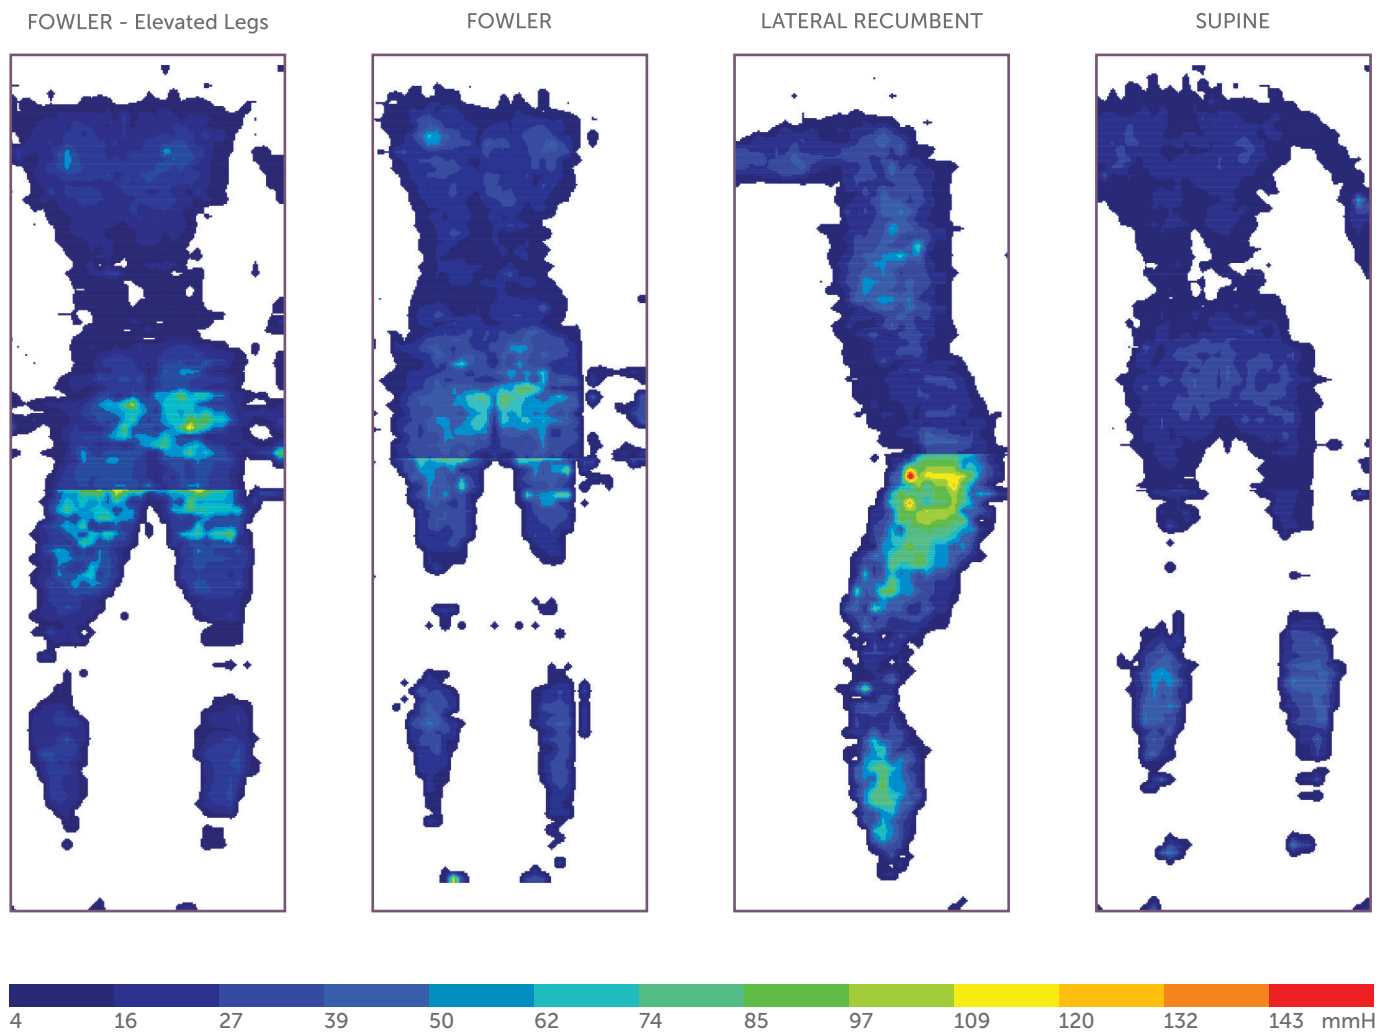 FOWLER - Elevated Legs
FOWLER
LATERAL RECUMBENT
SUPINE
4 16 27 39 50 62 74 85 97 109 120 132 143 mmH